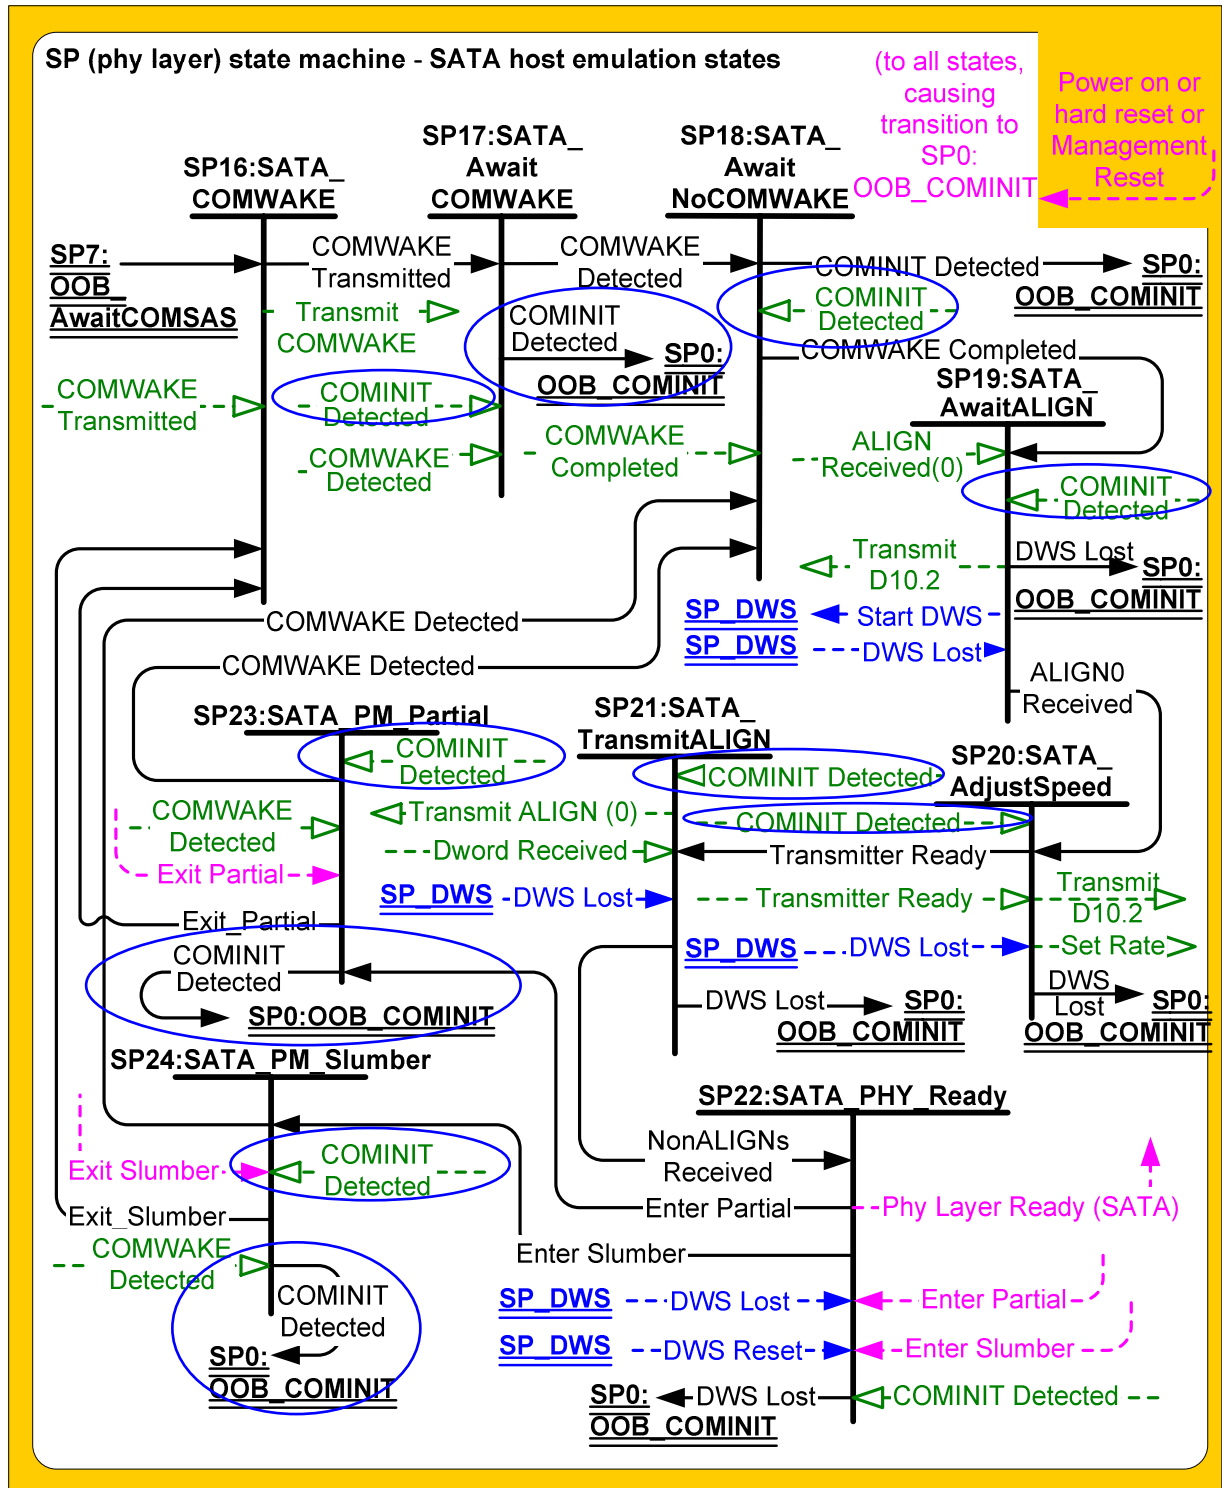 SP (phy layer) state machine - SATA host emulation states
(to all states,
causing
transition to
SP0:
OOB_COMINIT
Power on or
hard reset or
Management
Reset
SP16:SATA_
COMWAKE
SP17:SATA_
Await
COMWAKE
SP18:SATA_
Await
NoCOMWAKE
SP7:
OOB_
AwaitCOMSAS
COMWAKE
Transmitted
COMWAKE
Detected
COMINIT Detected
SP0:
OOB_COMINIT
Transmit
COMWAKE
COMINIT
Detected
SP0:
OOB_COMINIT
COMINIT
Detected
COMWAKE Completed
COMWAKE
Transmitted
COMINIT
Detected
SP19:SATA_
AwaitALIGN
COMWAKE
Detected
COMWAKE
Completed
ALIGN
Received(0)
COMINIT
Detected
Transmit
D10.2
DWS Lost
SP0:
OOB_COMINIT
SP_DWS
Start DWS
SP_DWS
DWS Lost
COMWAKE Detected
COMWAKE Detected
ALIGN0
Received
SP23:SATA_PM_Partial
SP21:SATA_
TransmitALIGN
SP20:SATA_
AdjustSpeed
COMINIT
Detected
COMINIT Detected
COMWAKE
Detected
Transmit ALIGN (0)
COMINIT Detected
Exit Partial
Dword Received
Transmitter Ready
SP_DWS
DWS Lost
Transmitter Ready
Transmit
D10.2
Exit_Partial
SP_DWS
DWS Lost
Set Rate
COMINIT
Detected
SP0:OOB_COMINIT
DWS Lost
SP0:
OOB_COMINIT
DWS
Lost
SP0:
OOB_COMINIT
SP24:SATA_PM_Slumber
SP22:SATA_PHY_Ready
Exit Slumber
COMINIT
Detected
NonALIGNs
Received
Exit_Slumber
Enter Partial
Phy Layer Ready (SATA)
COMWAKE
Detected
Enter Slumber
COMINIT
Detected
SP0:
OOB_COMINIT
SP_DWS
DWS Lost
Enter Partial
SP_DWS
DWS Reset
Enter Slumber
SP0:
OOB_COMINIT
DWS Lost
COMINIT Detected